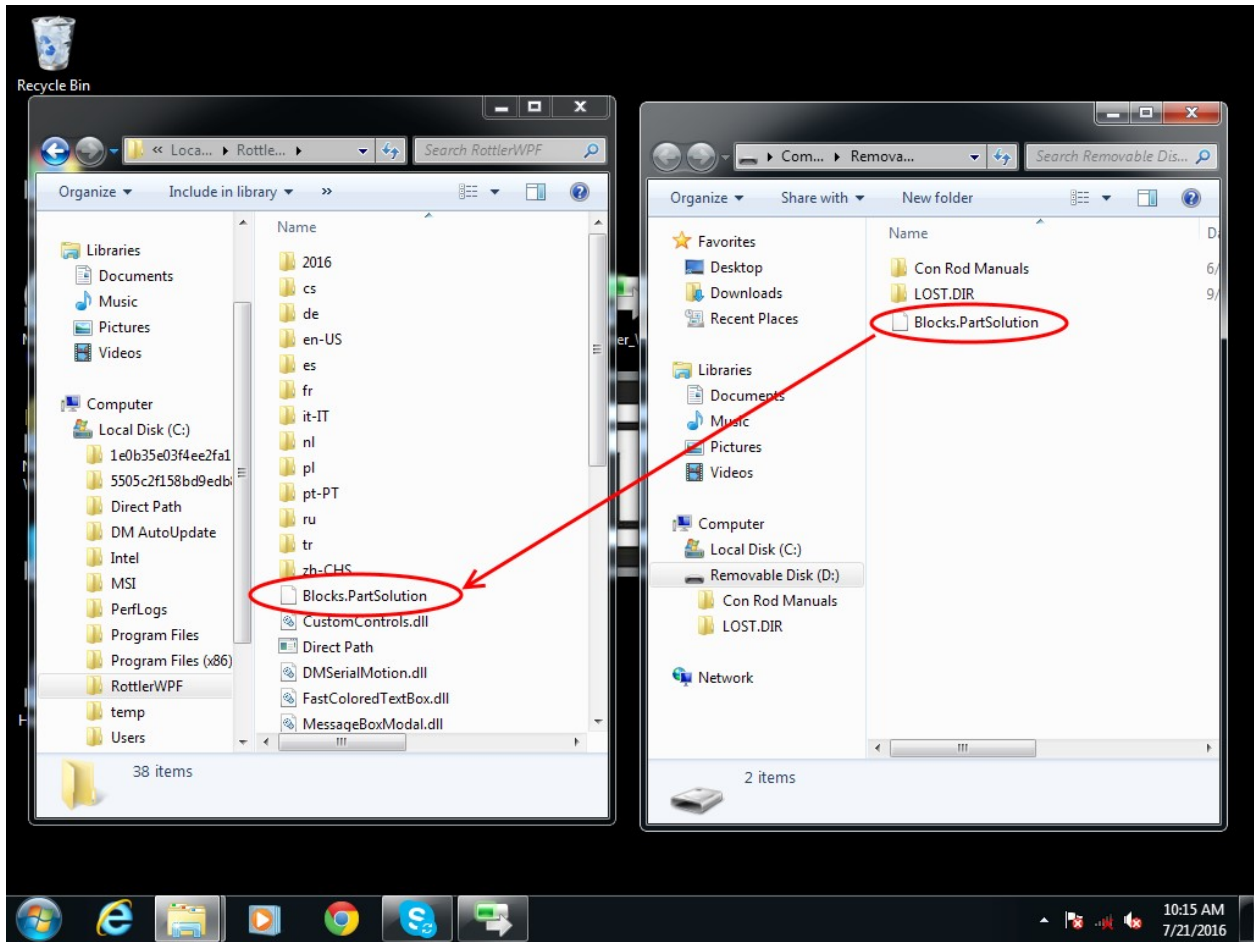 Recycle Bin
« Loca... Rottle...
Search RottlerWPF
Organize
Include in library
»
Libraries
Documents
Music
Pictures
Videos
Computer
Local Disk (C:)
1e0b35e03f4ee2fa1
5505c2f158bd9edb
Direct Path
DM AutoUpdate
Intel
MSI
PerfLogs
Program Files
Program Files (x86)
RottlerWPF
temp
Users
Name
2016
cs
de
en-US
es
fr
it-IT
nl
pl
pt-PT
ru
tr
zh-CHS
Blocks.PartSolution
CustomControls.dll
Direct Path
DMSerialMotion.dll
FastColoredTextBox.dll
MessageBoxModal.dll
38 items
Com... Remova...
Search Removable Dis...
Organize
Share with
New folder
Favorites
Desktop
Downloads
Recent Places
Libraries
Documents
Music
Pictures
Videos
Computer
Local Disk (C:)
Removable Disk (D:)
Con Rod Manuals
LOST.DIR
Network
Name
Con Rod Manuals 6/
LOST.DIR 9/
Blocks.PartSolution
2 items
10:15 AM
7/21/2016